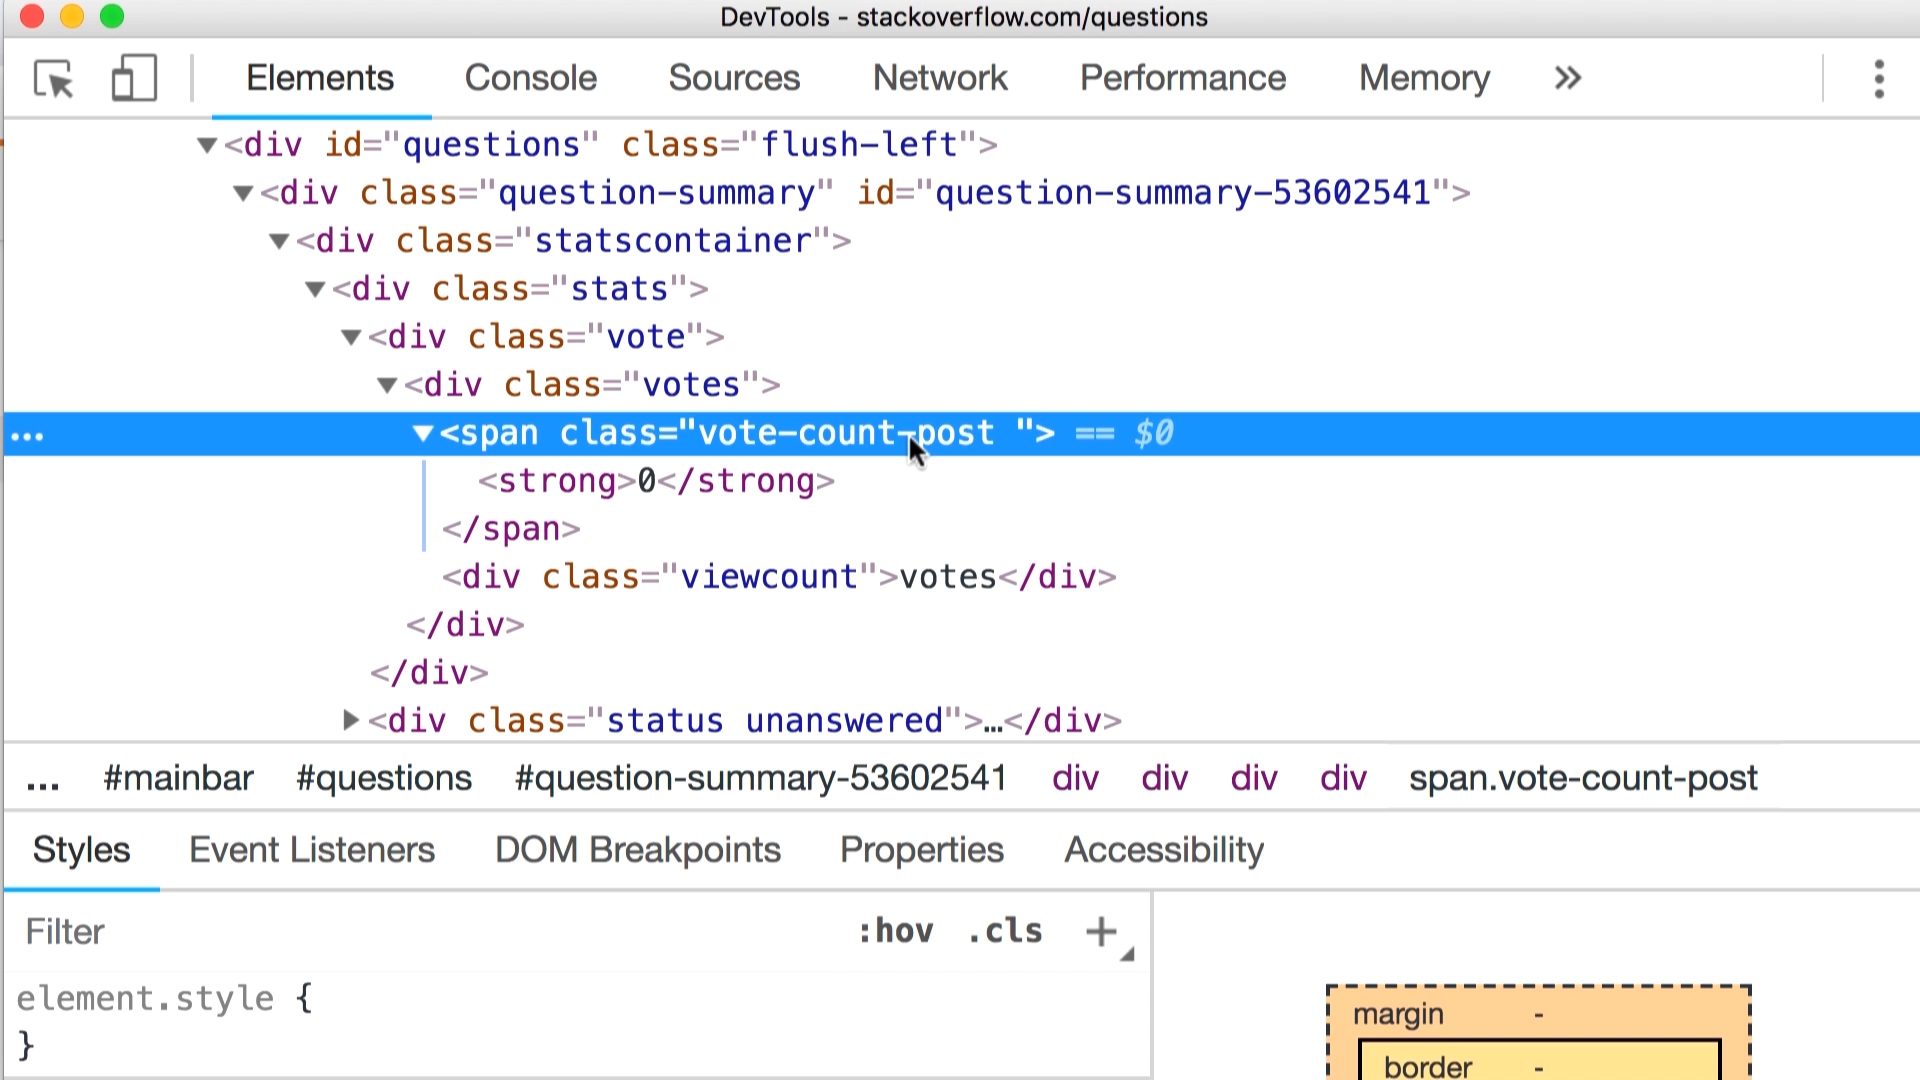 DevTools - stackoverflow.com/questions
Elements Console Sources Network Performance Memory »
▼<div id="questions" class="flush-left">
▼<div class="question-summary" id="question-summary-53602541">
▼<div class="statscontainer">
▼<div class="stats">
▼<div class="vote">
▼<div class="votes">
... ▼<span class="vote-count-post "> == $0
<strong>0</strong>
</span>
<div class="viewcount">votes</div>
</div>
</div>
▶<div class="status unanswered">…</div>
... #mainbar #questions #question-summary-53602541 div div div div span.vote-count-post
Styles Event Listeners DOM Breakpoints Properties Accessibility
Filter :hov .cls +
element.style {
}
margin -
border -